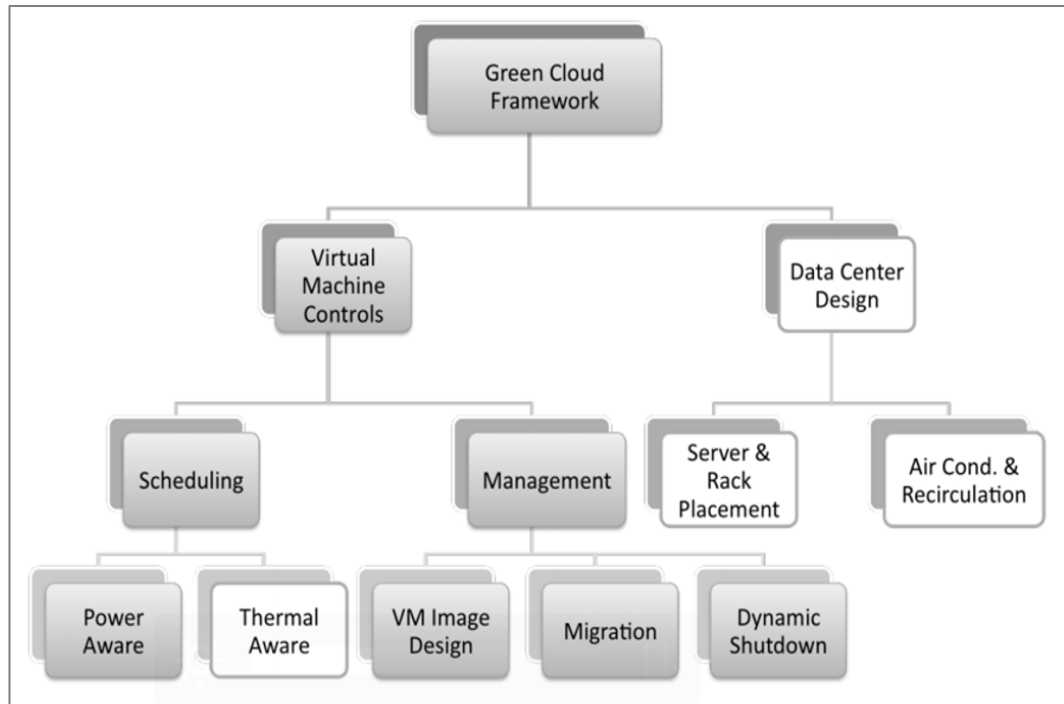 Green Cloud
Framework
Virtual
Machine
Controls
Data Center
Design
Scheduling
Management
Server &
Rack
Placement
Air Cond. &
Recirculation
Power
Aware
Thermal
Aware
VM Image
Design
Migration
Dynamic
Shutdown